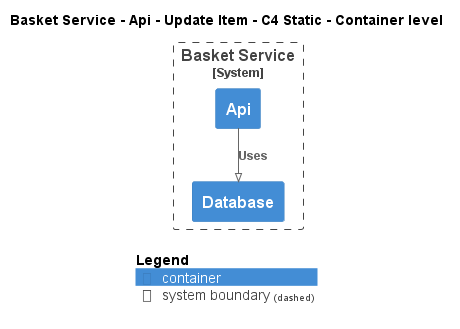 Basket Service - Api - Update Item - C4 Static - Container level
Basket Service
[System]
Api
Uses
Database
Legend
container
system boundary (dashed)